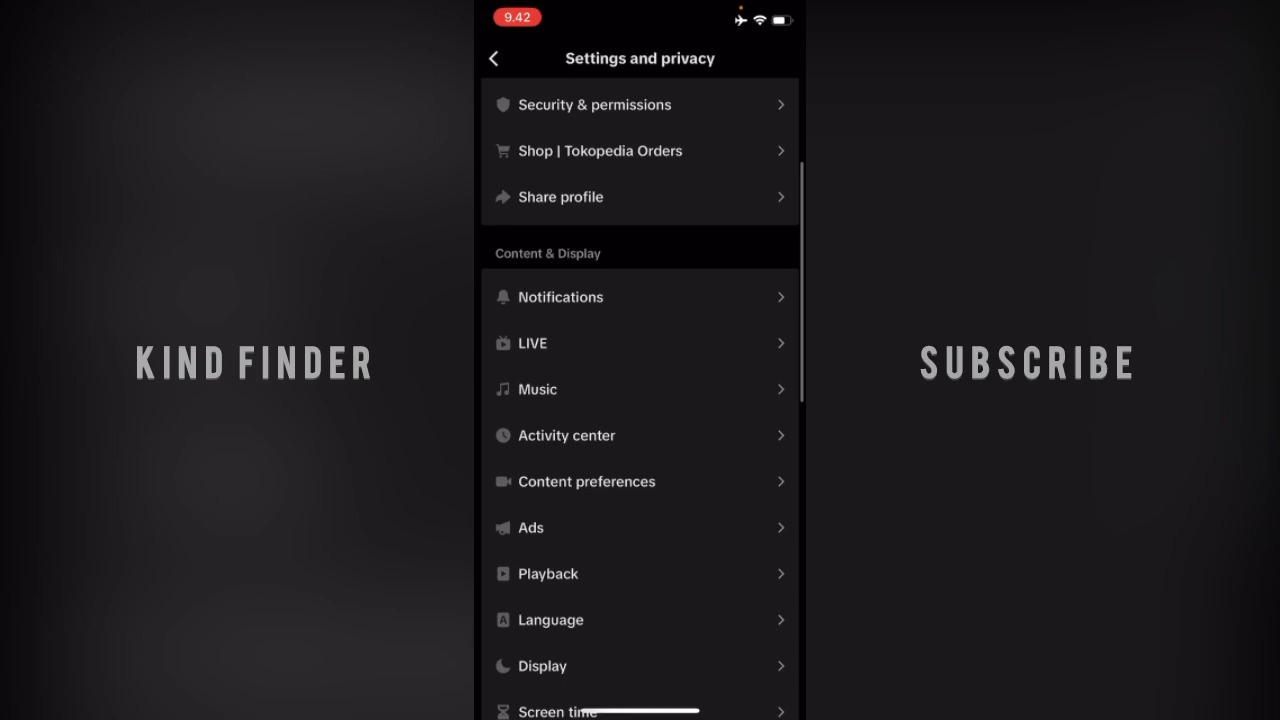 9.42
Settings and privacy
Security & permissions
Shop | Tokopedia Orders
Share profile
Content & Display
Notifications
LIVE
Music
Activity center
Content preferences
Ads
Playback
Language
Display
Screen time
KIND FINDER
SUBSCRIBE